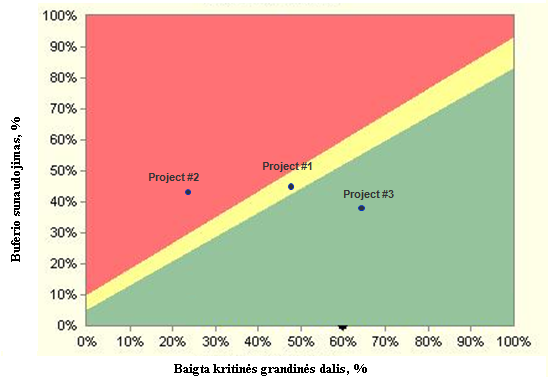 100%
90%
80%
70%
60%
50%
40%
30%
20%
10%
0%
Buferio sunaudojimas, %
Project #1
Project #2
Project #3
0% 10% 20% 30% 40% 50% 60% 70% 80% 90% 100%
Baigta kritinės grandinės dalis, %